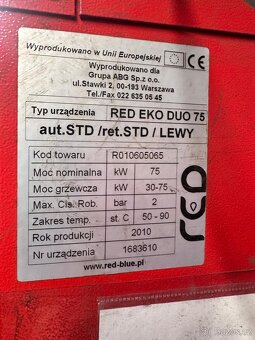 Wyprodukowano w Unii Europejskiej
CE
Wyprodukowano dla
Grupa ABG Sp.z o.o.
ul.Stawki 2, 00-193 Warszawa
Tel./Fax 022 635 05 45
Typ urządzenia RED EKO DUO 75
aut.STD /ret.STD / LEWY
Kod towaru R010605065
Moc nominalna kW 75
Moc grzewcza kW 30-75
Max. Cis. Rob. bar 2
Zakres temp. st. C 50 - 90
Rok produkcji 2010
Nr urządzenia 1683610
www.red-blue.pl